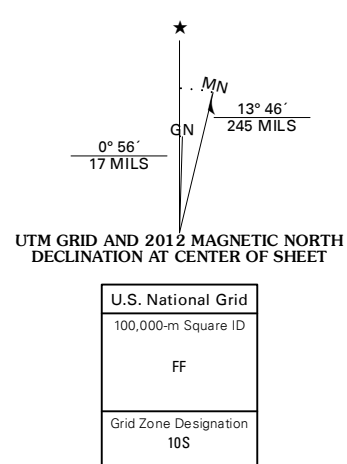 ★
MN
GN
13° 46´
245 MILS
0° 56´
17 MILS
UTM GRID AND 2012 MAGNETIC NORTH
DECLINATION AT CENTER OF SHEET
U.S. National Grid
100,000-m Square ID
FF
Grid Zone Designation
10S